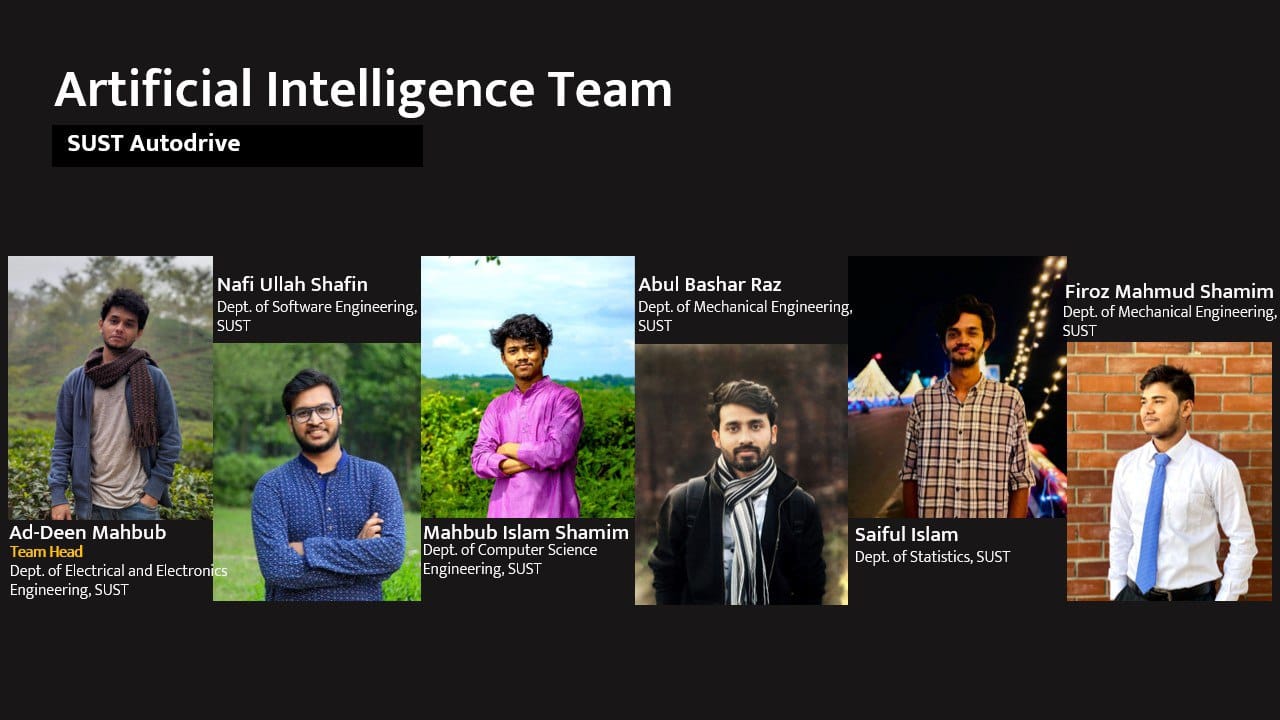 Artificial Intelligence Team
SUST Autodrive
Ad-Deen Mahbub
Team Head
Dept. of Electrical and Electronics
Engineering, SUST
Nafi Ullah Shafin
Dept. of Software Engineering,
SUST
Mahbub Islam Shamim
Dept. of Computer Science
Engineering, SUST
Abul Bashar Raz
Dept. of Mechanical Engineering,
SUST
Saiful Islam
Dept. of Statistics, SUST
Firoz Mahmud Shamim
Dept. of Mechanical Engineering,
SUST